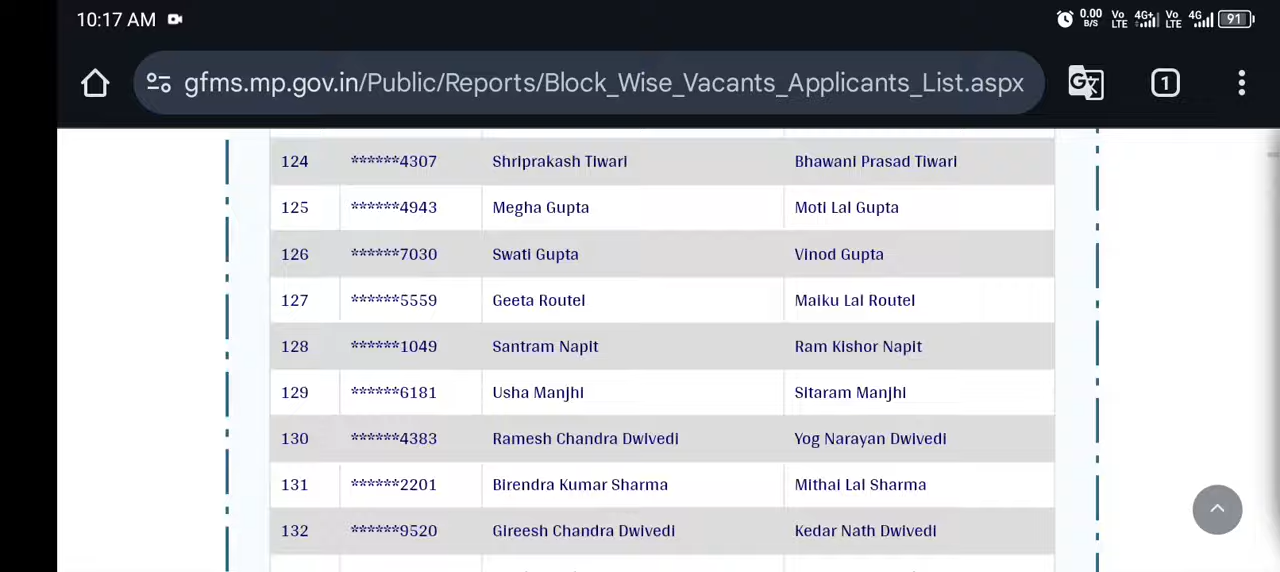 10:17 AM 0.00 B/S Vo LTE 4G+ Vo LTE 4G 91
gfms.mp.gov.in/Public/Reports/Block_Wise_Vacants_Applicants_List.aspx 1
124 ******4307 Shriprakash Tiwari Bhawani Prasad Tiwari
125 ******4943 Megha Gupta Moti Lal Gupta
126 ******7030 Swati Gupta Vinod Gupta
127 ******5559 Geeta Routel Maiku Lal Routel
128 ******1049 Santram Napit Ram Kishor Napit
129 ******6181 Usha Manjhi Sitaram Manjhi
130 ******4383 Ramesh Chandra Dwivedi Yog Narayan Dwivedi
131 ******2201 Birendra Kumar Sharma Mithai Lal Sharma
132 ******9520 Gireesh Chandra Dwivedi Kedar Nath Dwivedi